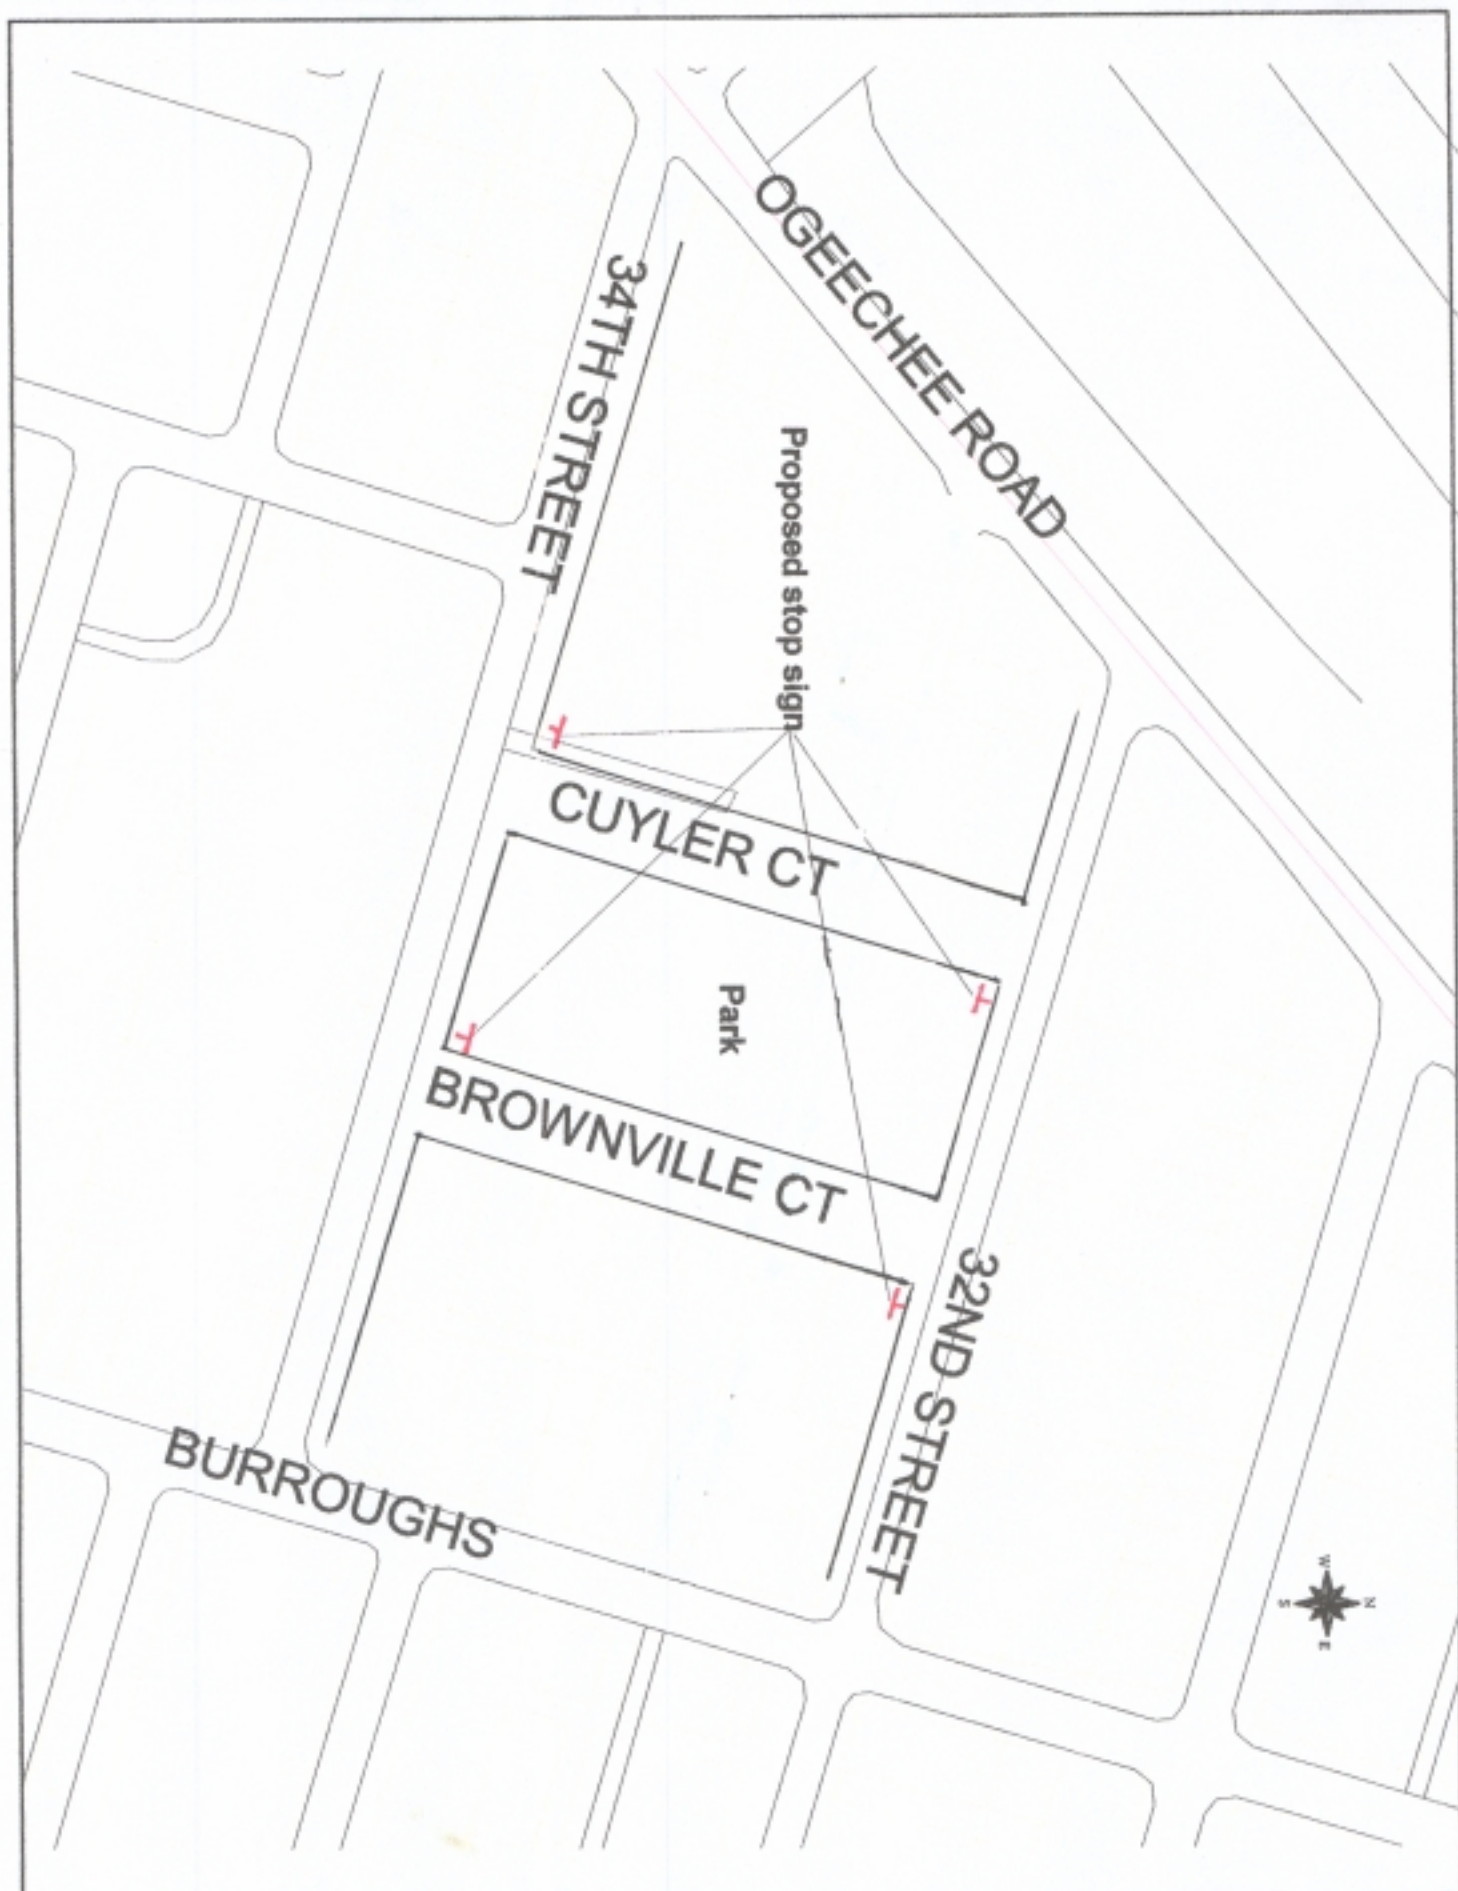 OGEECHEE ROAD
34TH STREET
Proposed stop sign
CUYLER CT
Park
BROWNVILLE CT
32ND STREET
BURROUGHS
W
N
S
E